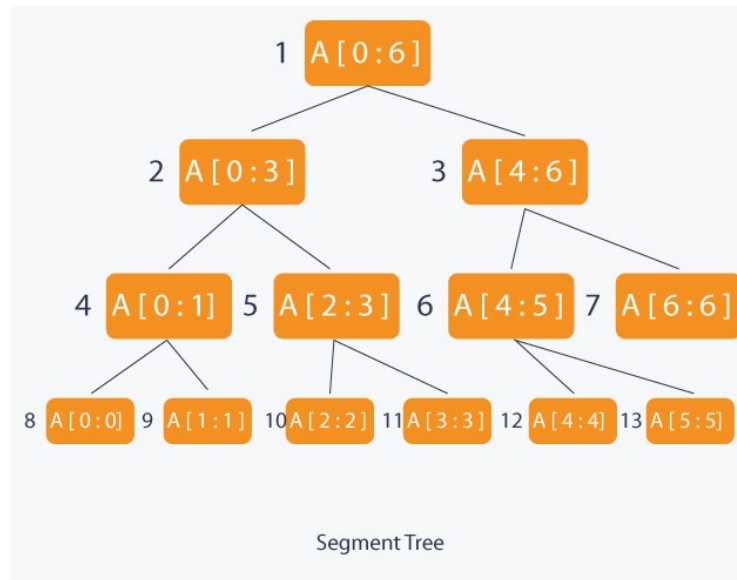 1 A[0:6]
2 A[0:3] 3 A[4:6]
4 A[0:1] 5 A[2:3] 6 A[4:5] 7 A[6:6]
8 A[0:0] 9 A[1:1] 10 A[2:2] 11 A[3:3] 12 A[4:4] 13 A[5:5]
Segment Tree